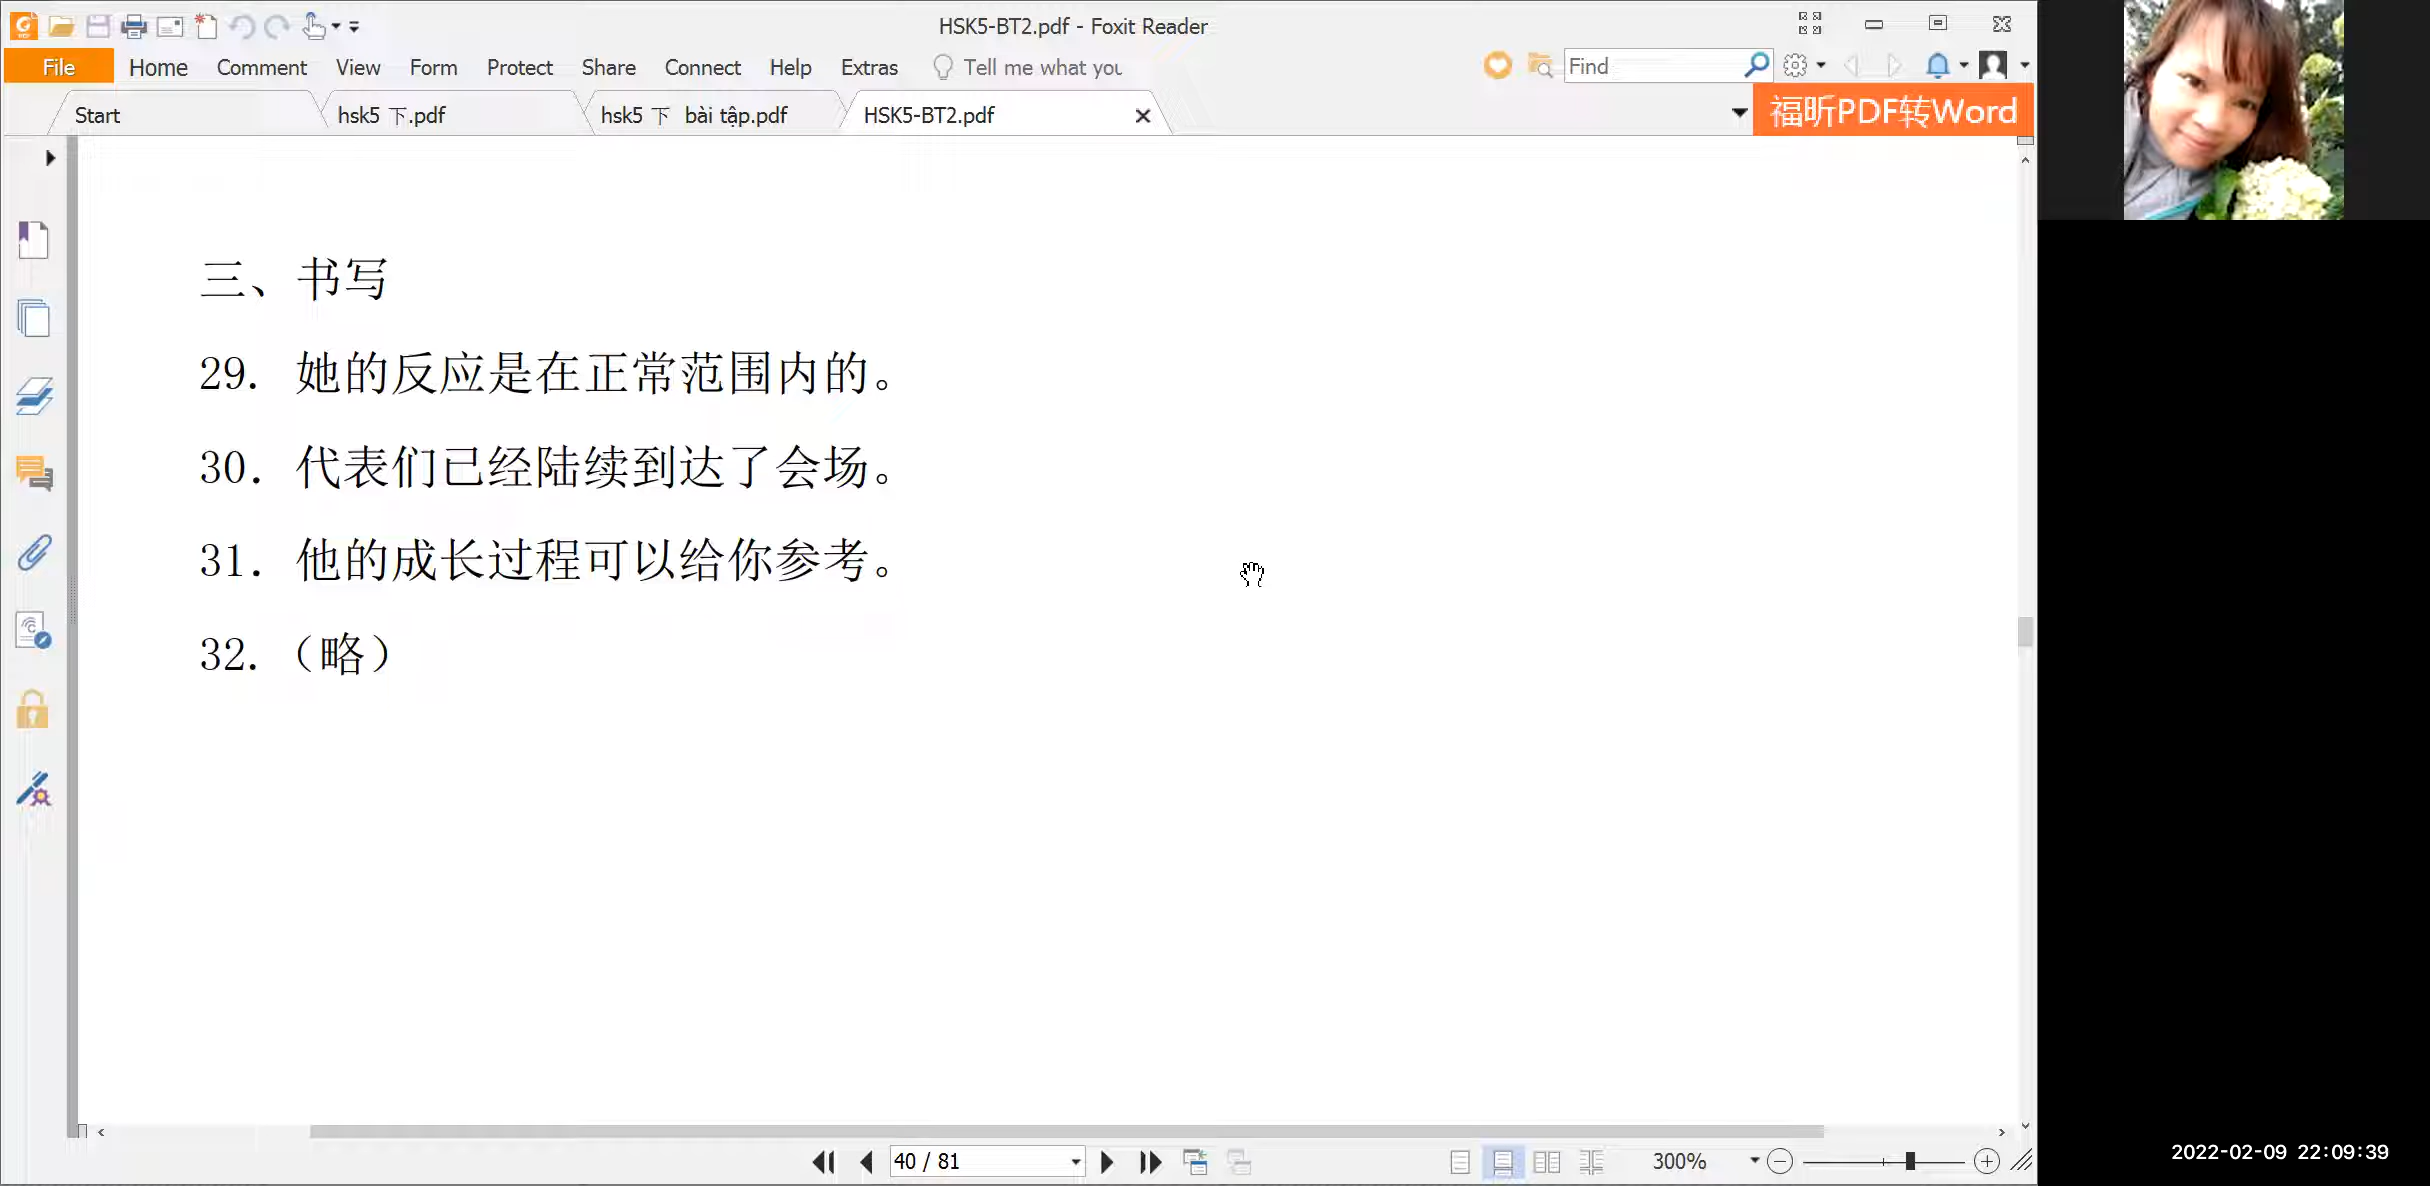 HSK5-BT2.pdf - Foxit Reader
File Home Comment View Form Protect Share Connect Help Extras Tell me what you Find
Start hsk5 下.pdf hsk5 下 bài tập.pdf HSK5-BT2.pdf 福昕PDF转Word
三、书写
29. 她的反应是在正常范围内的。
30. 代表们已经陆续到达了会场。
31. 他的成长过程可以给你参考。
32.（略）
40 / 81 300%
2022-02-09 22:09:39